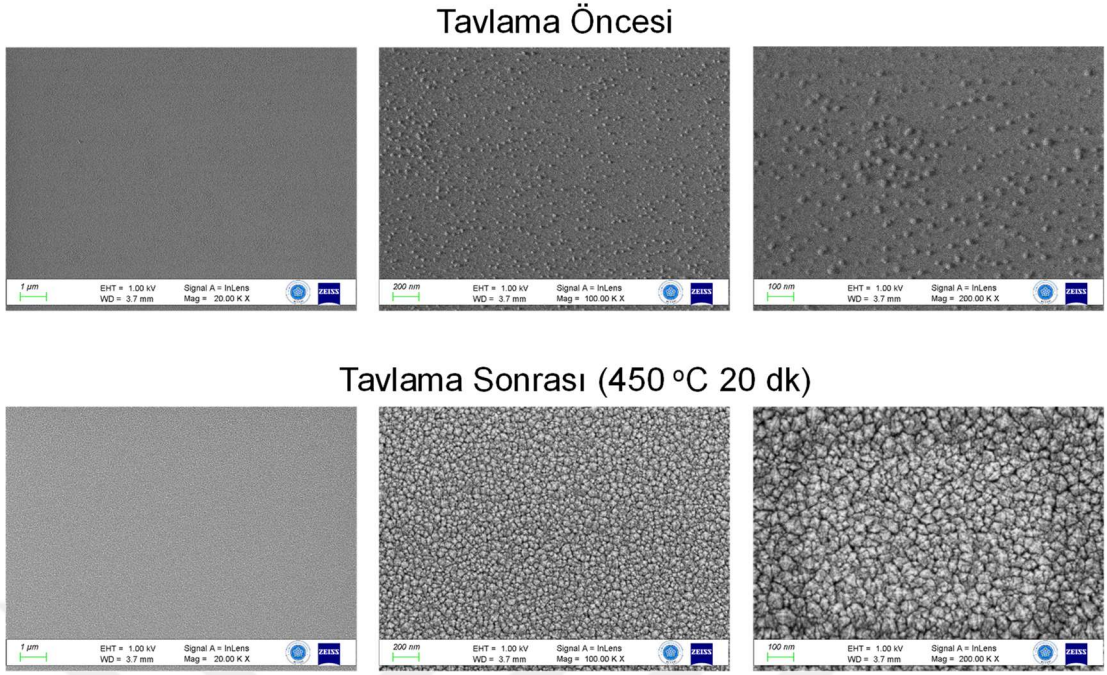 Tavlama Öncesi
1 µm EHT = 1.00 kV Signal A = InLens ZEISS
WD = 3.7 mm Mag = 20.00 K X
200 nm EHT = 1.00 kV Signal A = InLens ZEISS
WD = 3.7 mm Mag = 100.00 K X
100 nm EHT = 1.00 kV Signal A = InLens ZEISS
WD = 3.7 mm Mag = 200.00 K X
Tavlama Sonrası (450 °C 20 dk)
1 µm EHT = 1.00 kV Signal A = InLens ZEISS
WD = 3.7 mm Mag = 20.00 K X
200 nm EHT = 1.00 kV Signal A = InLens ZEISS
WD = 3.7 mm Mag = 100.00 K X
100 nm EHT = 1.00 kV Signal A = InLens ZEISS
WD = 3.7 mm Mag = 200.00 K X